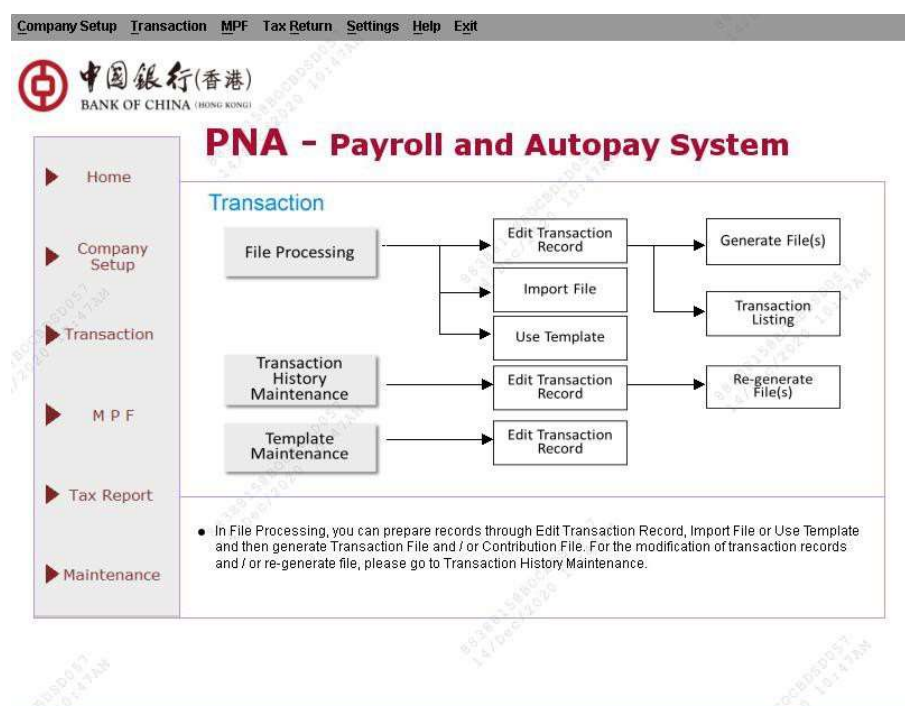 Company Setup Transaction MPF Tax Return Settings Help Exit
中国銀行(香港)
BANK OF CHINA (HONG KONG)
PNA - Payroll and Autopay System
Home
Company
Setup
Transaction
M P F
Tax Report
Maintenance
Transaction
File Processing
Edit Transaction
Record
Generate File(s)
Import File
Transaction
Listing
Use Template
Transaction
History
Maintenance
Edit Transaction
Record
Re-generate
File(s)
Template
Maintenance
Edit Transaction
Record
In File Processing, you can prepare records through Edit Transaction Record, Import File or Use Template
and then generate Transaction File and / or Contribution File. For the modification of transaction records
and / or re-generate file, please go to Transaction History Maintenance.